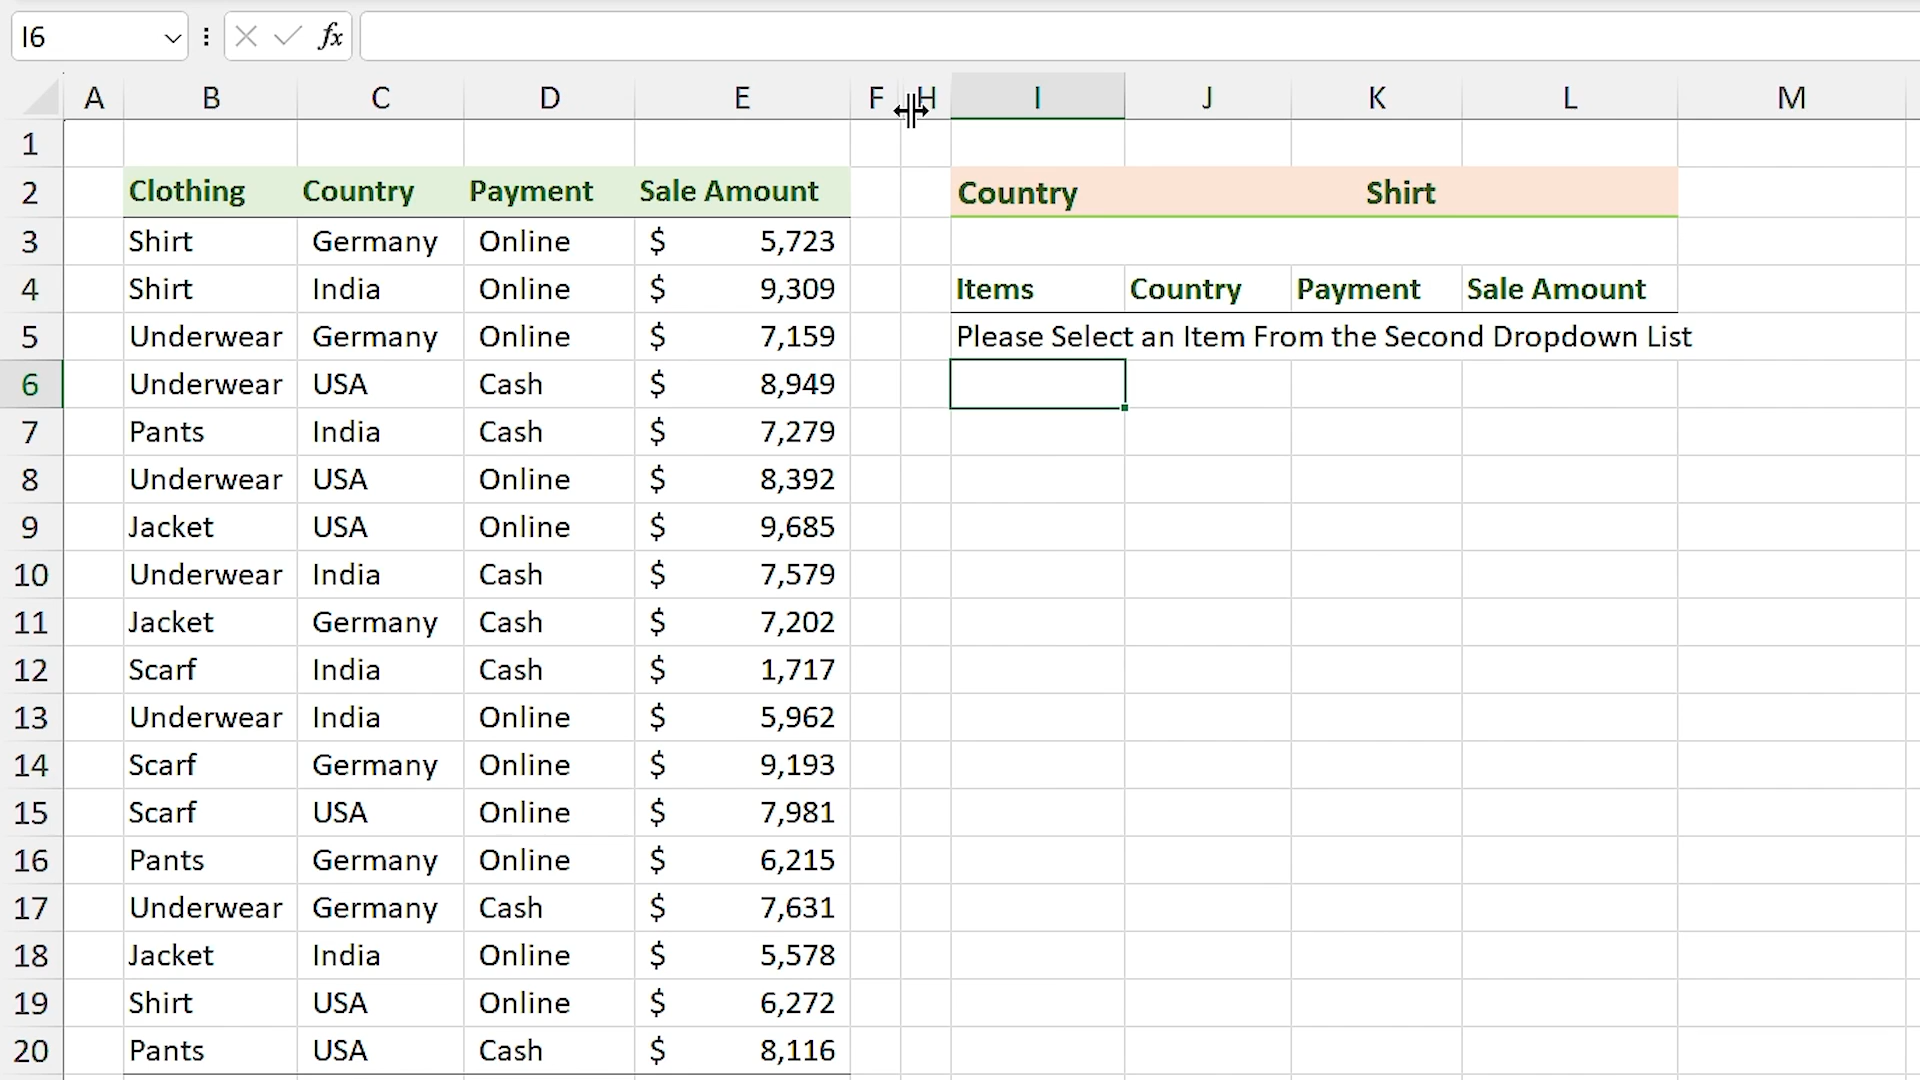 I6 fx
A B C D E F H I J K L M
1
2 Clothing Country Payment Sale Amount Country Shirt
3 Shirt Germany Online $ 5,723
4 Shirt India Online $ 9,309 Items Country Payment Sale Amount
5 Underwear Germany Online $ 7,159 Please Select an Item From the Second Dropdown List
6 Underwear USA Cash $ 8,949
7 Pants India Cash $ 7,279
8 Underwear USA Online $ 8,392
9 Jacket USA Online $ 9,685
10 Underwear India Cash $ 7,579
11 Jacket Germany Cash $ 7,202
12 Scarf India Cash $ 1,717
13 Underwear India Online $ 5,962
14 Scarf Germany Online $ 9,193
15 Scarf USA Online $ 7,981
16 Pants Germany Online $ 6,215
17 Underwear Germany Cash $ 7,631
18 Jacket India Online $ 5,578
19 Shirt USA Online $ 6,272
20 Pants USA Cash $ 8,116